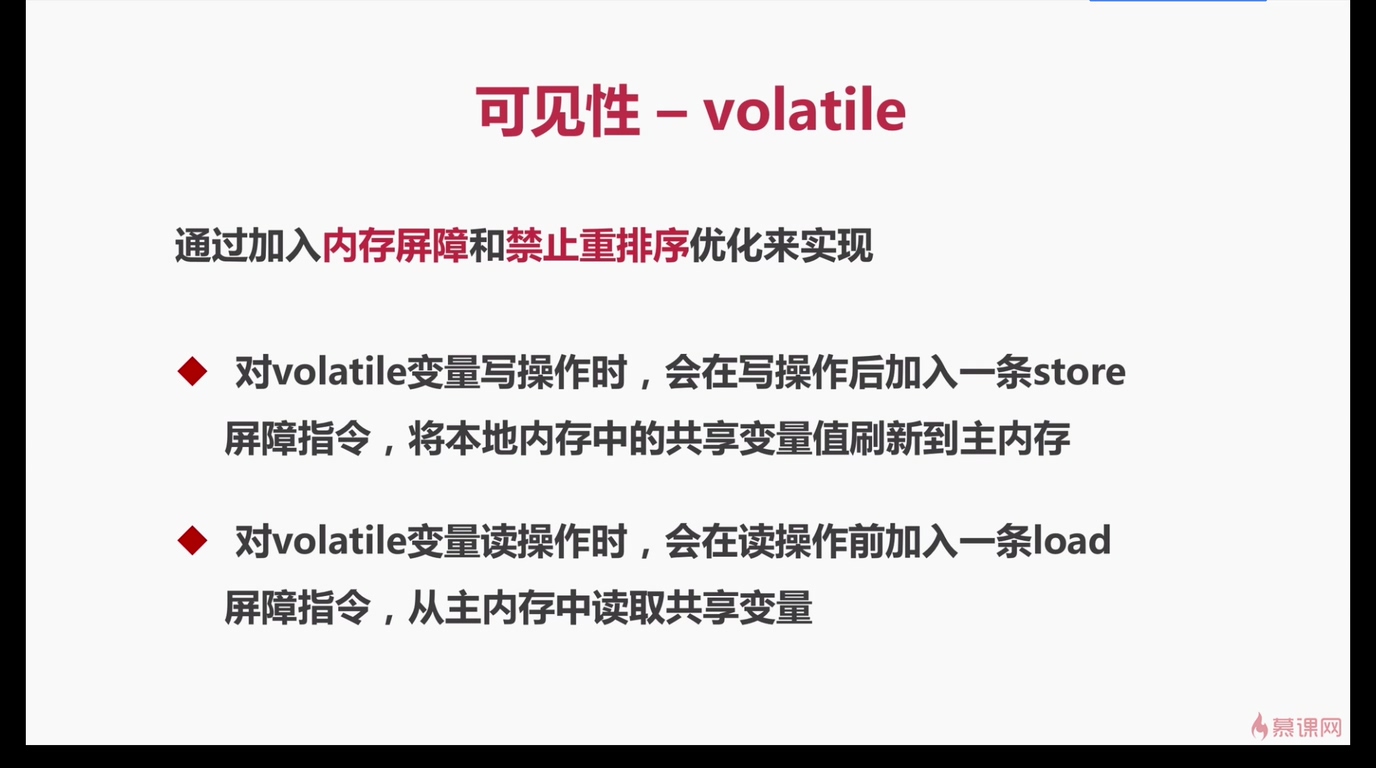 可见性 – volatile
通过加入内存屏障和禁止重排序优化来实现
◆ 对volatile变量写操作时，会在写操作后加入一条store
屏障指令，将本地内存中的共享变量值刷新到主内存
◆ 对volatile变量读操作时，会在读操作前加入一条load
屏障指令，从主内存中读取共享变量
慕课网